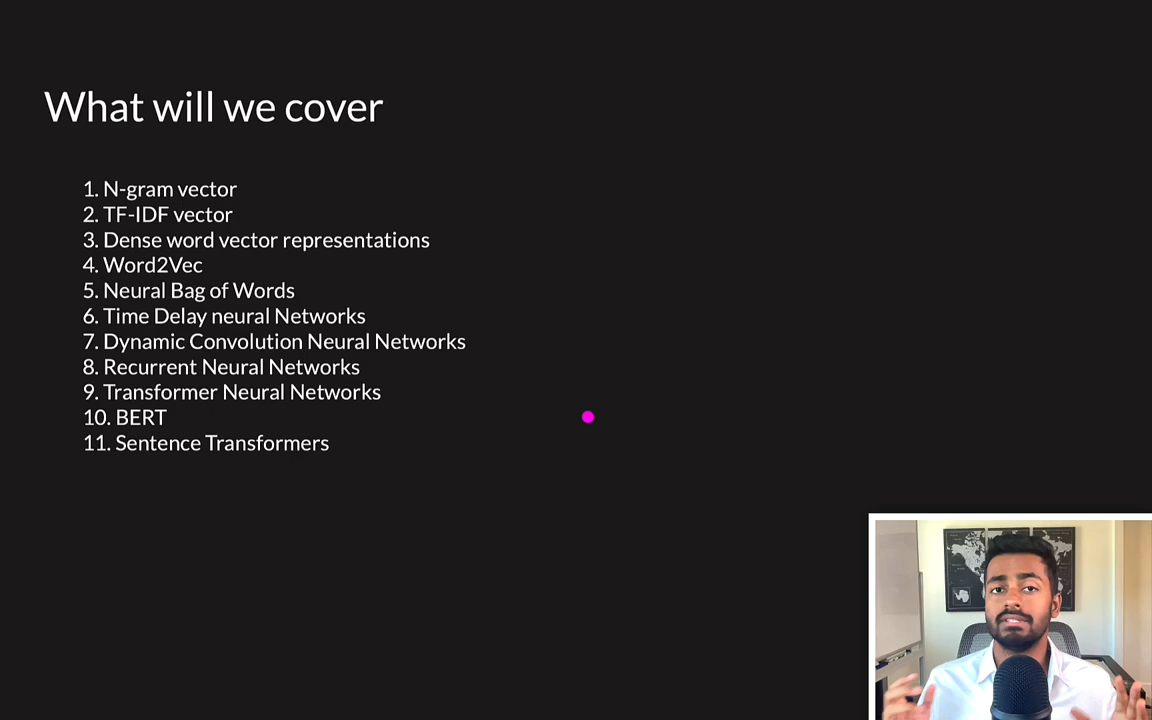 What will we cover
1. N-gram vector
2. TF-IDF vector
3. Dense word vector representations
4. Word2Vec
5. Neural Bag of Words
6. Time Delay neural Networks
7. Dynamic Convolution Neural Networks
8. Recurrent Neural Networks
9. Transformer Neural Networks
10. BERT
11. Sentence Transformers